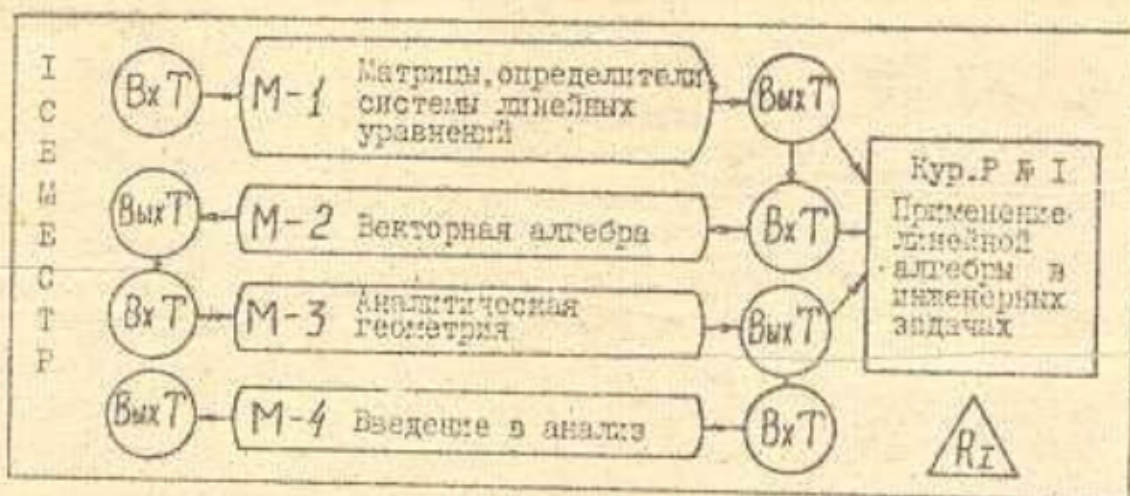 I СЕМЕСТР
ВхТ
М-1
Матрицы, определители
системы линейных
уравнений
ВыхТ
Кур.Р № I
Применение
линейной
алгебры в
инженерных
задачах
ВыхТ
М-2
Векторная алгебра
ВхТ
ВхТ
М-3
Аналитическая
геометрия
ВыхТ
ВыхТ
М-4
Введение в анализ
ВхТ
RI